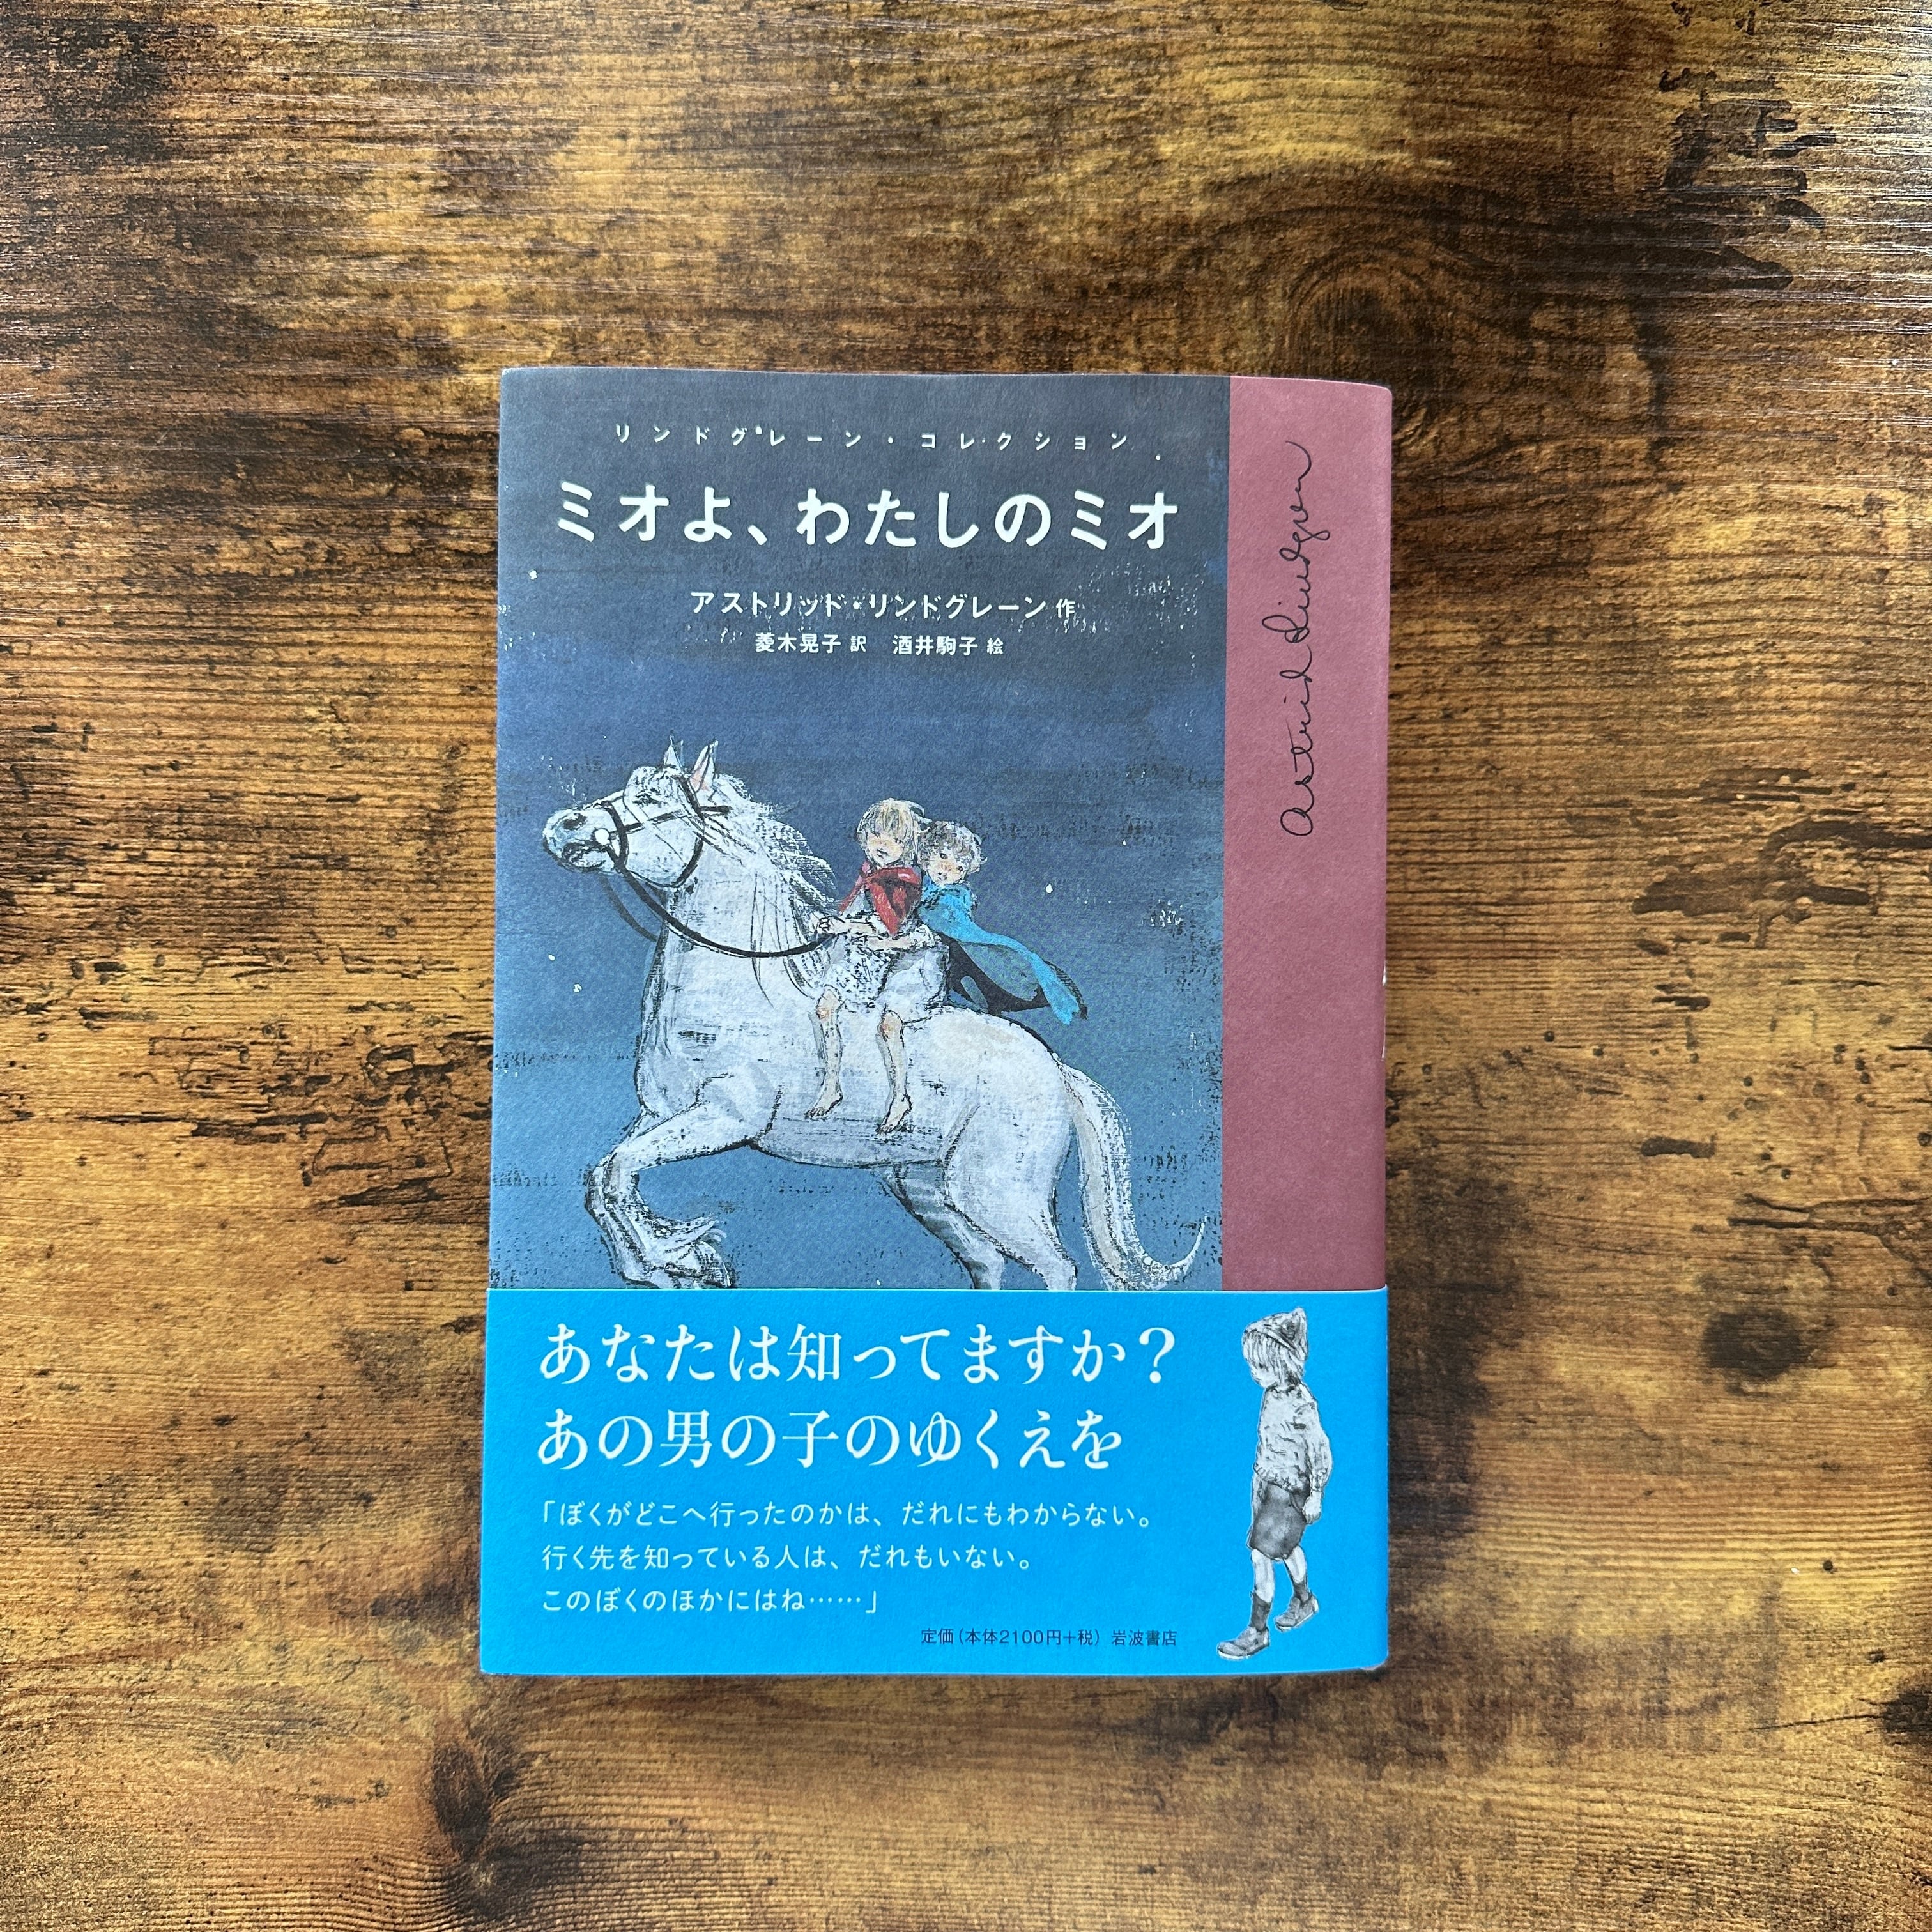 リンドグレーン・コレクション
ミオよ、わたしのミオ
アストリッド・リンドグレーン 作
菱木晃子 訳 酒井駒子 絵
Astrid Lindgren
あなたは知ってますか?
あの男の子のゆくえを
「ぼくがどこへ行ったのかは、だれにもわからない。
行く先を知っている人は、だれもいない。
このぼくのほかにはね……」
定価(本体2100円+税) 岩波書店